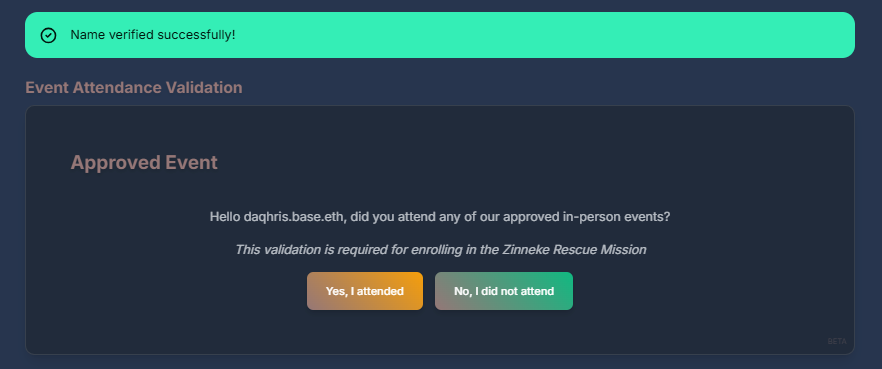 Name verified successfully!
Event Attendance Validation
Approved Event
Hello daqhris.base.eth, did you attend any of our approved in-person events?
This validation is required for enrolling in the Zinneke Rescue Mission
Yes, I attended
No, I did not attend
BETA